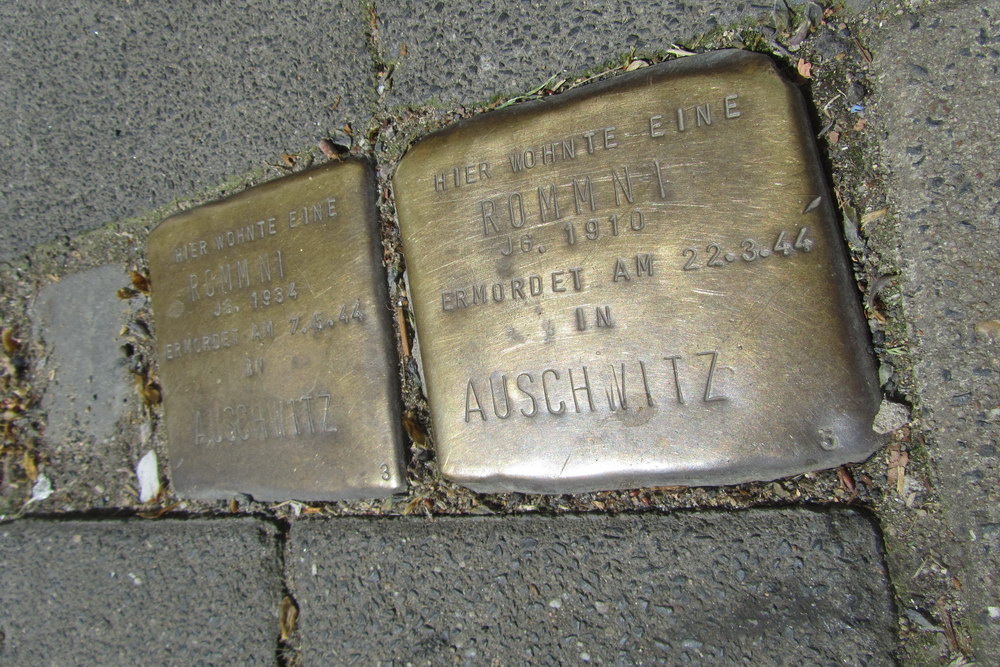 HIER WOHNTE EINE
ROMMNI
JG. 1934
ERMORDET AM 7.6.44
IN
AUSCHWITZ
3
HIER WOHNTE EINE
ROMMNI
JG. 1910
ERMORDET AM 22.3.44
IN
AUSCHWITZ
5